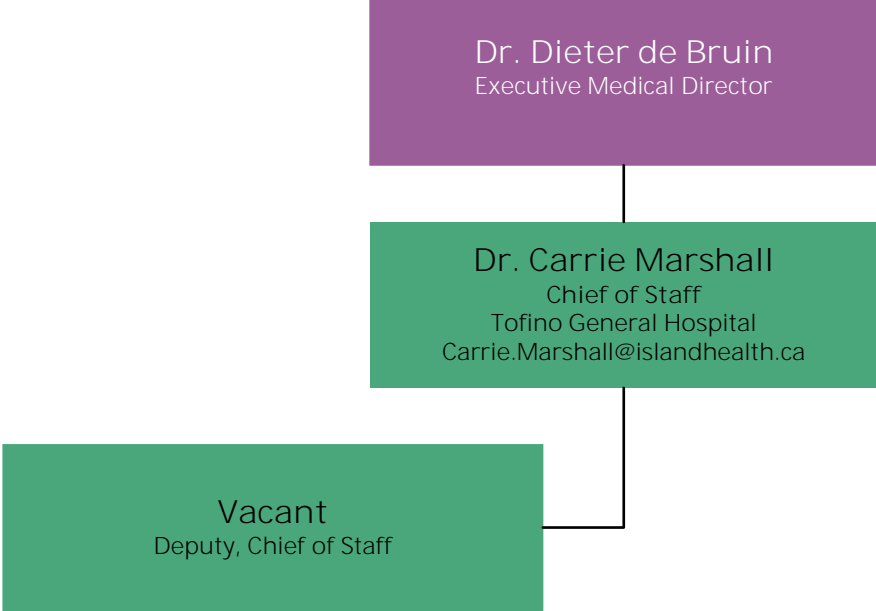 Dr. Dieter de Bruin
Executive Medical Director
Dr. Carrie Marshall
Chief of Staff
Tofino General Hospital
Carrie.Marshall@islandhealth.ca
Vacant
Deputy, Chief of Staff